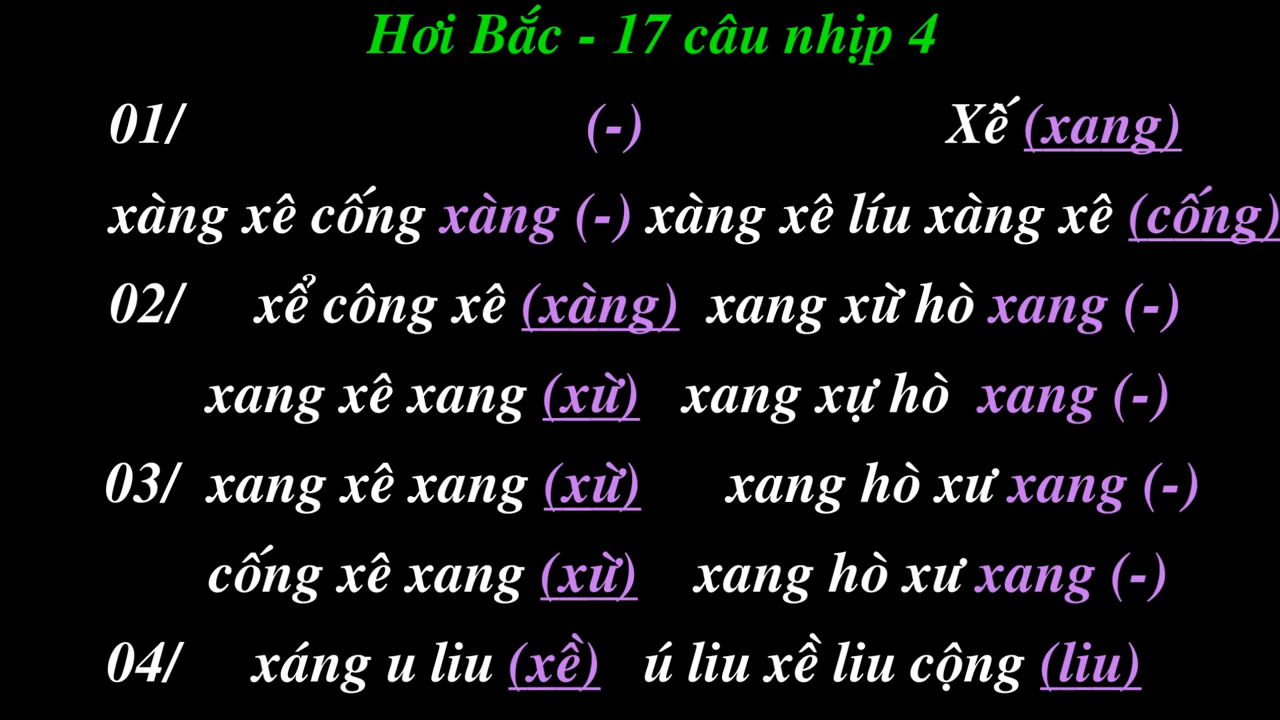 Hơi Bắc - 17 câu nhịp 4
01/ (-) Xế (xang)
xàng xê cống xàng (-) xàng xê líu xàng xê (cống)
02/ xể công xê (xàng) xang xừ hò xang (-)
xang xê xang (xừ) xang xự hò xang (-)
03/ xang xê xang (xừ) xang hò xư xang (-)
cống xê xang (xừ) xang hò xư xang (-)
04/ xáng u liu (xề) ú liu xề liu cộng (liu)